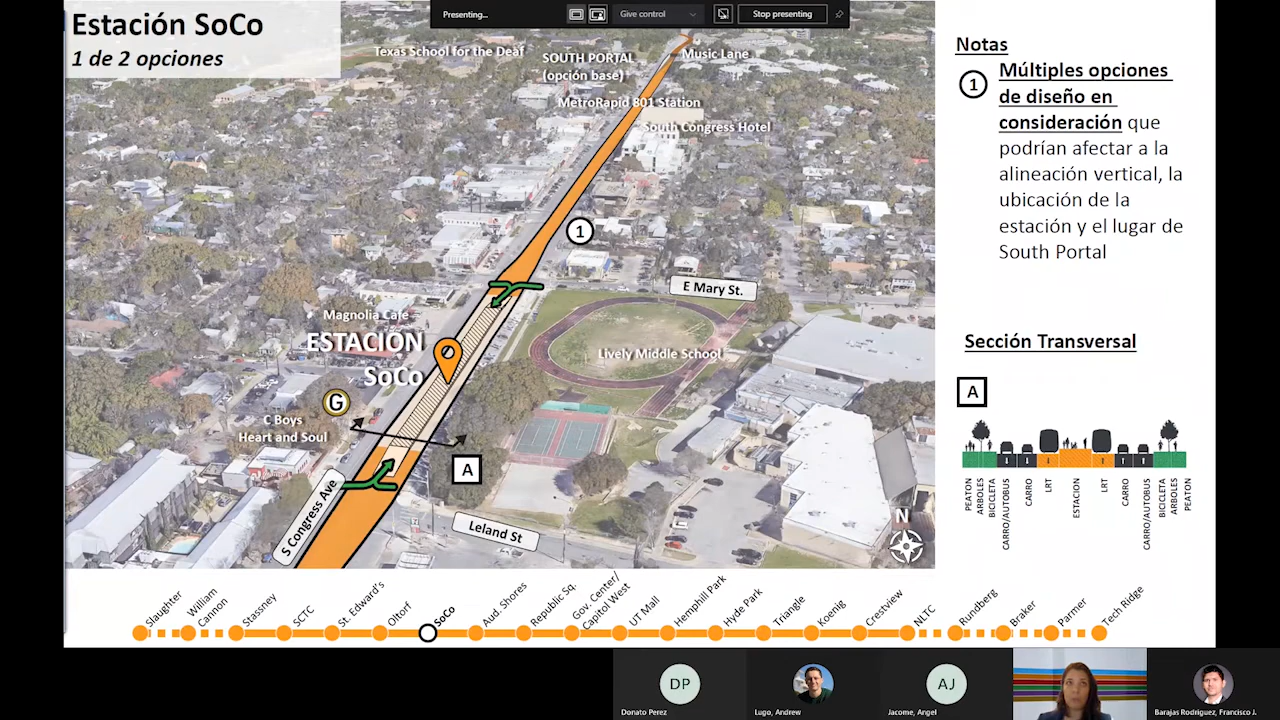 Estación SoCo
1 de 2 opciones
Presenting...
Give control
Stop presenting
Texas School for the Deaf
SOUTH PORTAL
(opción base)
Music Lane
MetroRapid 801 Station
South Congress Hotel
1
E Mary St.
Magnolia Cafe
ESTACIÓN
SoCo
Lively Middle School
G
C Boys
Heart and Soul
A
S Congress Ave
Leland St
N
Notas
1
Múltiples opciones
de diseño en
consideración que
podrían afectar a la
alineación vertical, la
ubicación de la
estación y el lugar de
South Portal
Sección Transversal
A
PEATON
ARBOLES
BICICLETA
CARRO/AUTOBUS
CARRO
LRT
ESTACION
LRT
CARRO
CARRO/AUTOBUS
BICICLETA
ARBOLES
PEATON
Slaughter
William
Cannon
Stassney
SCTC
St. Edward's
Oltorf
SoCo
Aud. Shores
Republic Sq.
Gov. Center/
Capitol West
UT Mall
Hemphill Park
Hyde Park
Triangle
Koenig
Crestview
NLTC
Rundberg
Braker
Parmer
Tech Ridge
DP
Donato Perez
Lugo, Andrew
AJ
Jacome, Angel
Barajas Rodriguez, Francisco J.